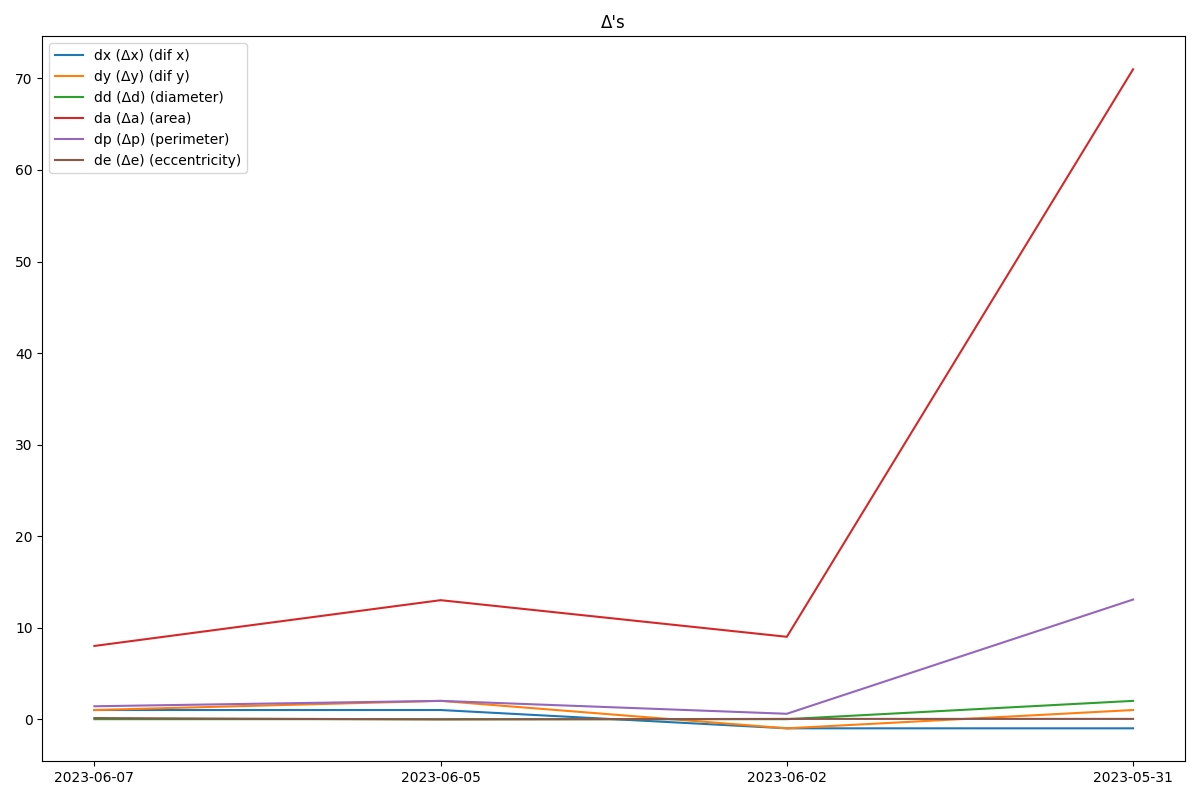 Δ's
dx (Δx) (dif x)
dy (Δy) (dif y)
dd (Δd) (diameter)
da (Δa) (area)
dp (Δp) (perimeter)
de (Δe) (eccentricity)
70
60
50
40
30
20
10
0
2023-06-07 2023-06-05 2023-06-02 2023-05-31